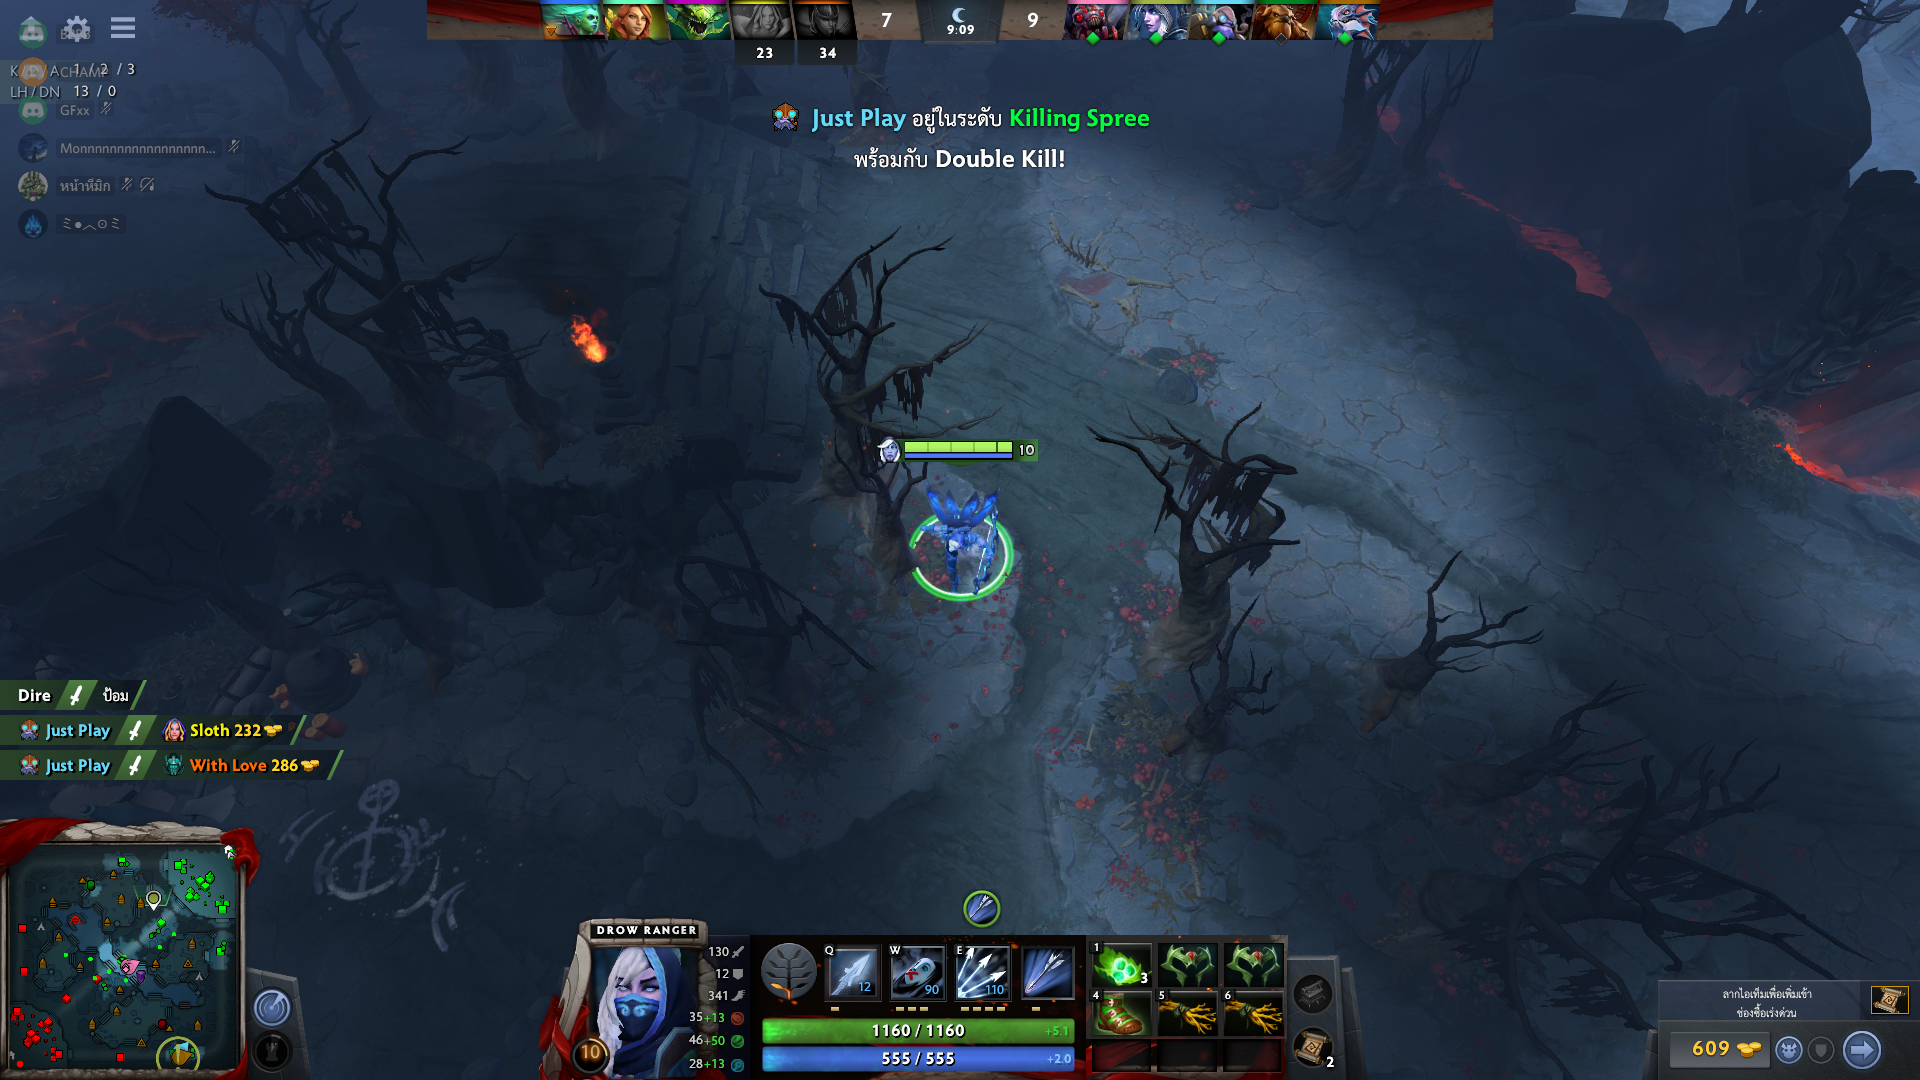 7
9:09
9
23
34
K / D / A 1 / 2 / 3
LH / DN 13 / 0
GFxx
Monnnnnnnnnnnnnnnnn...
หน้าหีมิก
Just Play อยู่ในระดับ Killing Spree
พร้อมกับ Double Kill!
10
Dire ป้อม
Just Play Sloth 232
Just Play With Love 286
DROW RANGER
130
12
341
35+13
46+50
28+13
10
Q 12
W 90
E 110
1160 / 1160 +5.1
555 / 555 +2.0
1 3
4 5 6
2
ลากไอเท็มเพื่อเพิ่มเข้า
ช่องซื้อเร่งด่วน
609